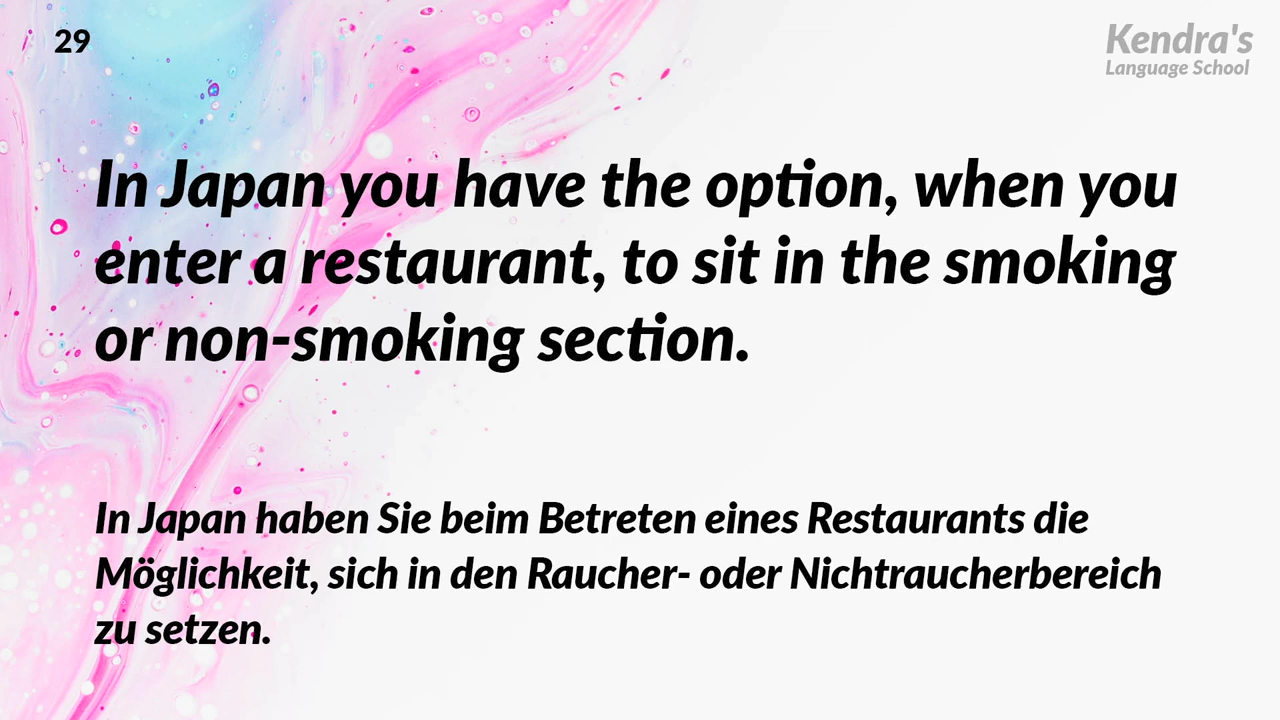 29
Kendra's
Language School
In Japan you have the option, when you
enter a restaurant, to sit in the smoking
or non-smoking section.
In Japan haben Sie beim Betreten eines Restaurants die
Möglichkeit, sich in den Raucher- oder Nichtraucherbereich
zu setzen.